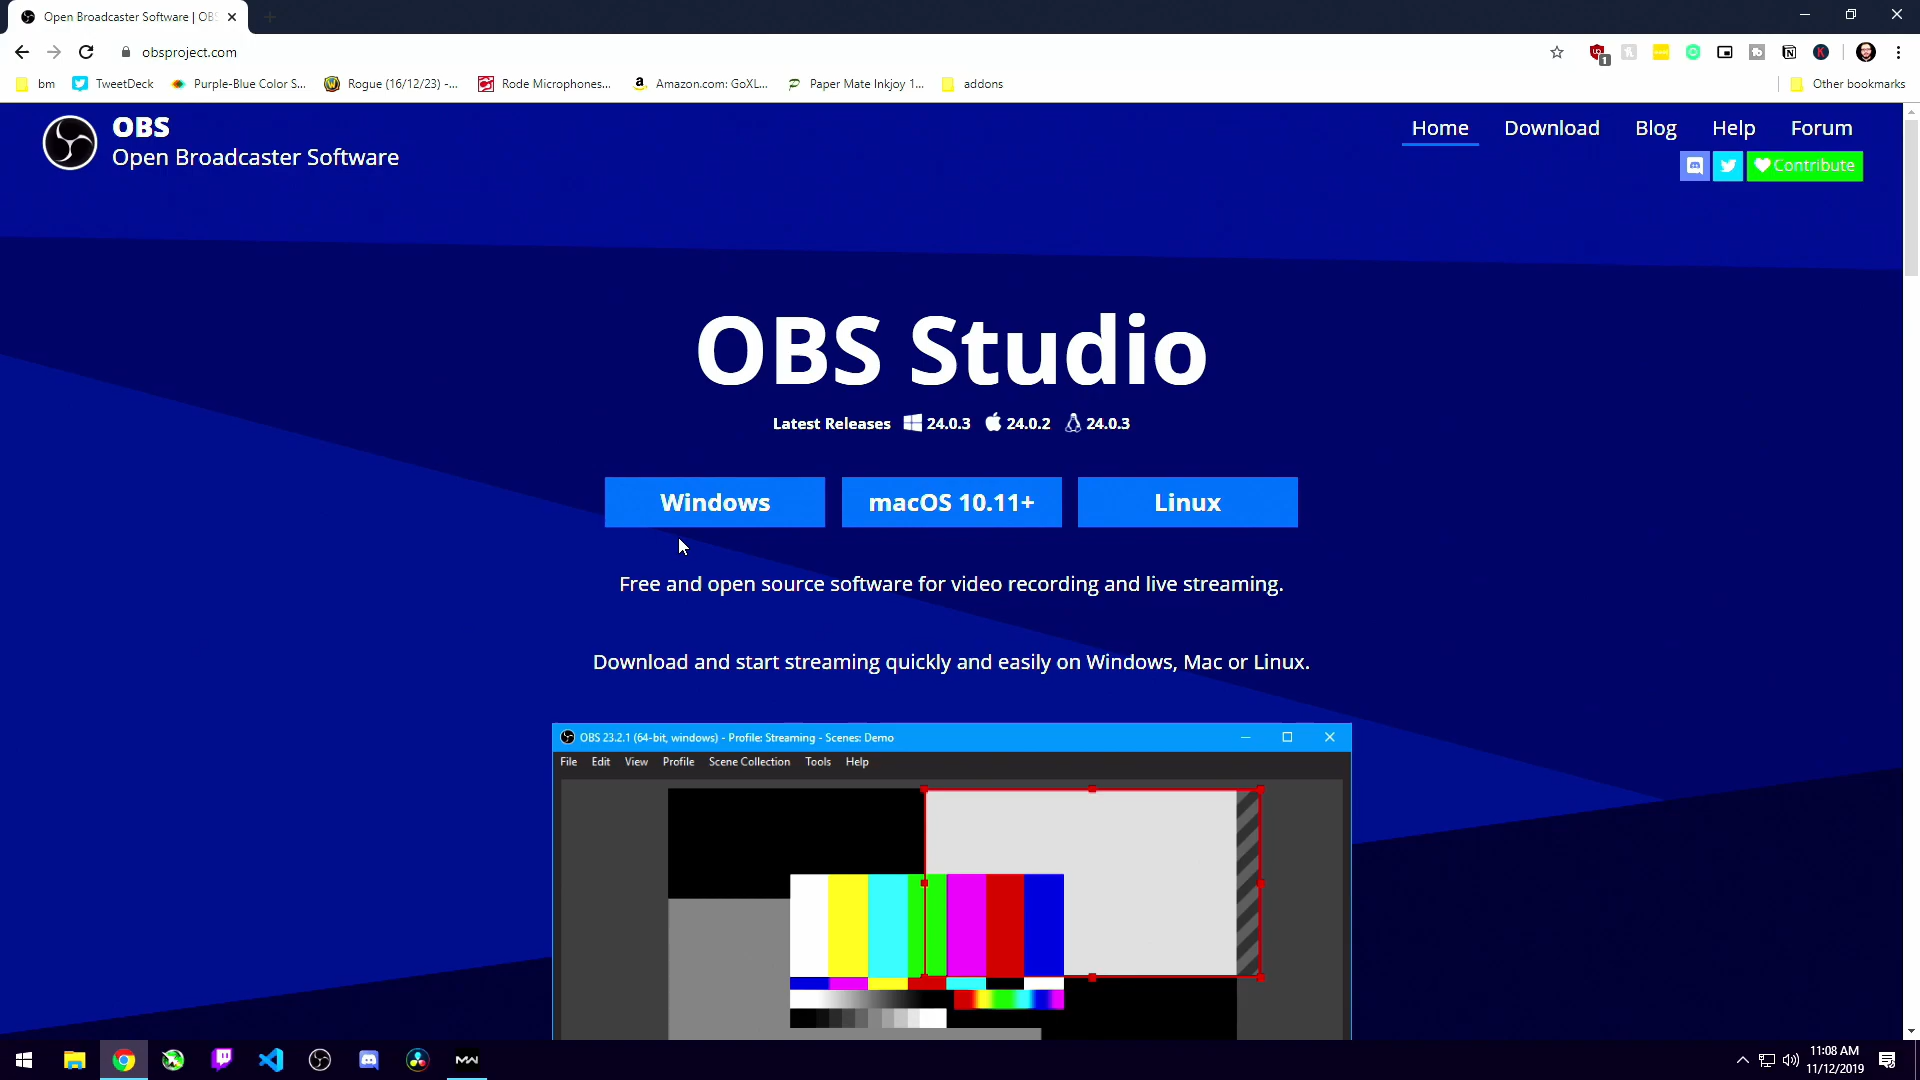 Open Broadcaster Software | OBS
obsproject.com
1
bm
TweetDeck
Purple-Blue Color S...
Rogue (16/12/23) -...
Rode Microphones...
Amazon.com: GoXL...
Paper Mate Inkjoy 1...
addons
Other bookmarks
OBS
Open Broadcaster Software
Home
Download
Blog
Help
Forum
Contribute
OBS Studio
Latest Releases 24.0.3 24.0.2 24.0.3
Windows
macOS 10.11+
Linux
Free and open source software for video recording and live streaming.
Download and start streaming quickly and easily on Windows, Mac or Linux.
OBS 23.2.1 (64-bit, windows) - Profile: Streaming - Scenes: Demo
File Edit View Profile Scene Collection Tools Help
MW
11:08 AM
11/12/2019